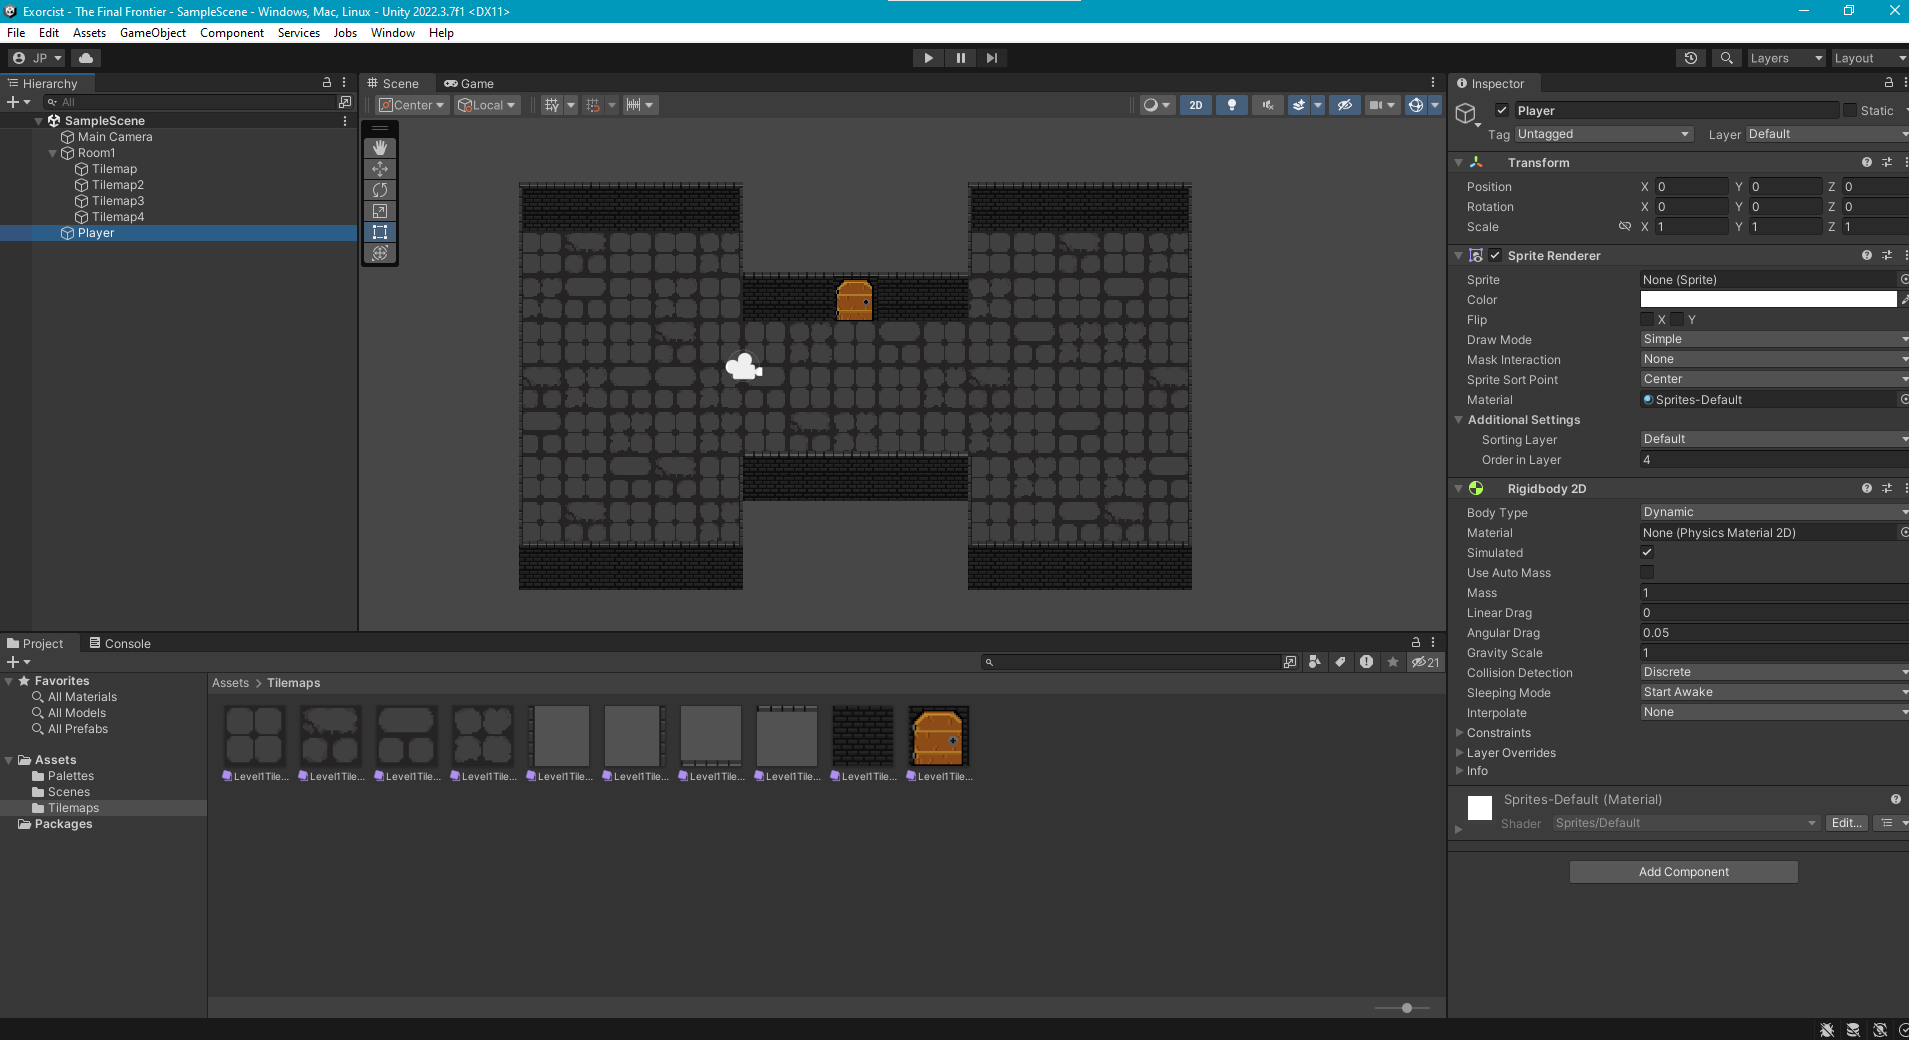 Exorcist - The Final Frontier - SampleScene - Windows, Mac, Linux - Unity 2022.3.7f1 <DX11>
File Edit Assets GameObject Component Services Jobs Window Help
JP Layers Layout
Hierarchy
All
SampleScene
Main Camera
Room1
Tilemap
Tilemap2
Tilemap3
Tilemap4
Player
Scene Game
Center Local 2D
Inspector
Player Static
Tag Untagged Layer Default
Transform
Position X 0 Y 0 Z 0
Rotation X 0 Y 0 Z 0
Scale X 1 Y 1 Z 1
Sprite Renderer
Sprite None (Sprite)
Color
Flip X Y
Draw Mode Simple
Mask Interaction None
Sprite Sort Point Center
Material Sprites-Default
Additional Settings
Sorting Layer Default
Order in Layer 4
Rigidbody 2D
Body Type Dynamic
Material None (Physics Material 2D)
Simulated
Use Auto Mass
Mass 1
Linear Drag 0
Angular Drag 0.05
Gravity Scale 1
Collision Detection Discrete
Sleeping Mode Start Awake
Interpolate None
Constraints
Layer Overrides
Info
Sprites-Default (Material)
Shader Sprites/Default Edit...
Add Component
Project Console
21
Favorites
All Materials
All Models
All Prefabs
Assets
Palettes
Scenes
Tilemaps
Packages
Assets > Tilemaps
Level1Tile... Level1Tile... Level1Tile... Level1Tile... Level1Tile... Level1Tile... Level1Tile... Level1Tile... Level1Tile... Level1Tile...